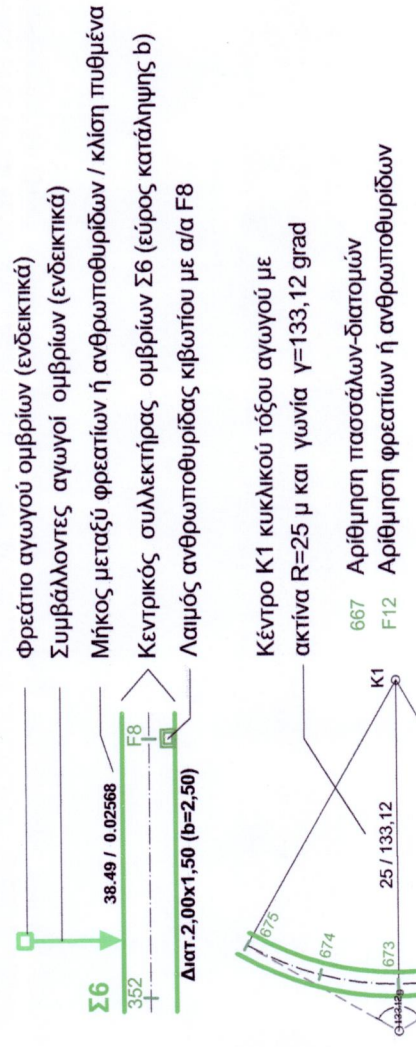 Φρεάτιο αγωγού ομβρίων (ενδεικτικά)
Συμβάλλοντες αγωγοί ομβρίων (ενδεικτικά)
Μήκος μεταξύ φρεατίων ή ανθρωποθυρίδων / κλίση πυθμένα
Κεντρικός συλλεκτήρας ομβρίων Σ6 (εύρος κατάληψης b)
Λαιμός ανθρωποθυρίδας κιβωτίου με α/α F8
Σ6
38.49 / 0.02568
352
F8
Διατ.2,00x1,50 (b=2,50)
Κέντρο Κ1 κυκλικού τόξου αγωγού με
ακτίνα R=25 μ και γωνία γ=133,12 grad
667 Αρίθμηση πασσάλων-διατομών
F12 Αρίθμηση φρεατίων ή ανθρωποθυρίδων
K1
25 / 133,12
675
674
673